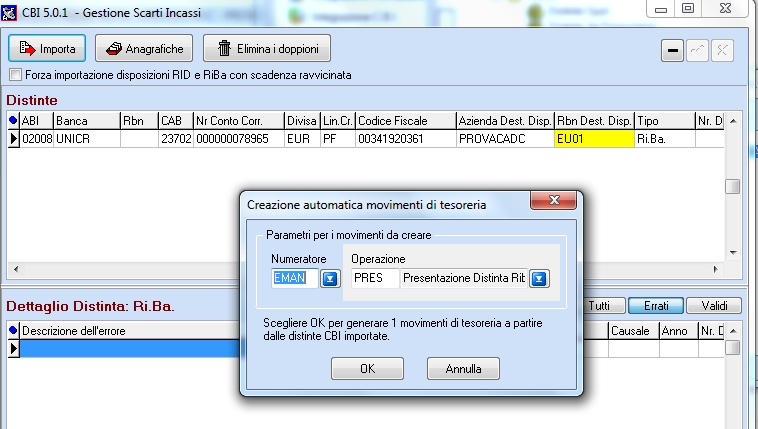 CBI 5.0.1 - Gestione Scarti Incassi
Importa Anagrafiche Elimina i doppioni
Forza importazione disposizioni RID e RiBa con scadenza ravvicinata
Distinte
ABI Banca Rbn CAB Nr Conto Corr. Divisa Lin.Cr. Codice Fiscale Azienda Dest. Disp. Rbn Dest. Disp. Tipo Nr. D
02008 UNICR 23702 000000078965 EUR PF 00341920361 PROVACADC EU01 Ri.Ba.
Creazione automatica movimenti di tesoreria
Parametri per i movimenti da creare
Numeratore Operazione
EMAN PRES Presentazione Distinta Rib
Scegliere OK per generare 1 movimenti di tesoreria a partire
dalle distinte CBI importate.
OK Annulla
Dettaglio Distinta: Ri.Ba. Tutti Errati Validi
Descrizione dell'errore Causale Anno Nr. D